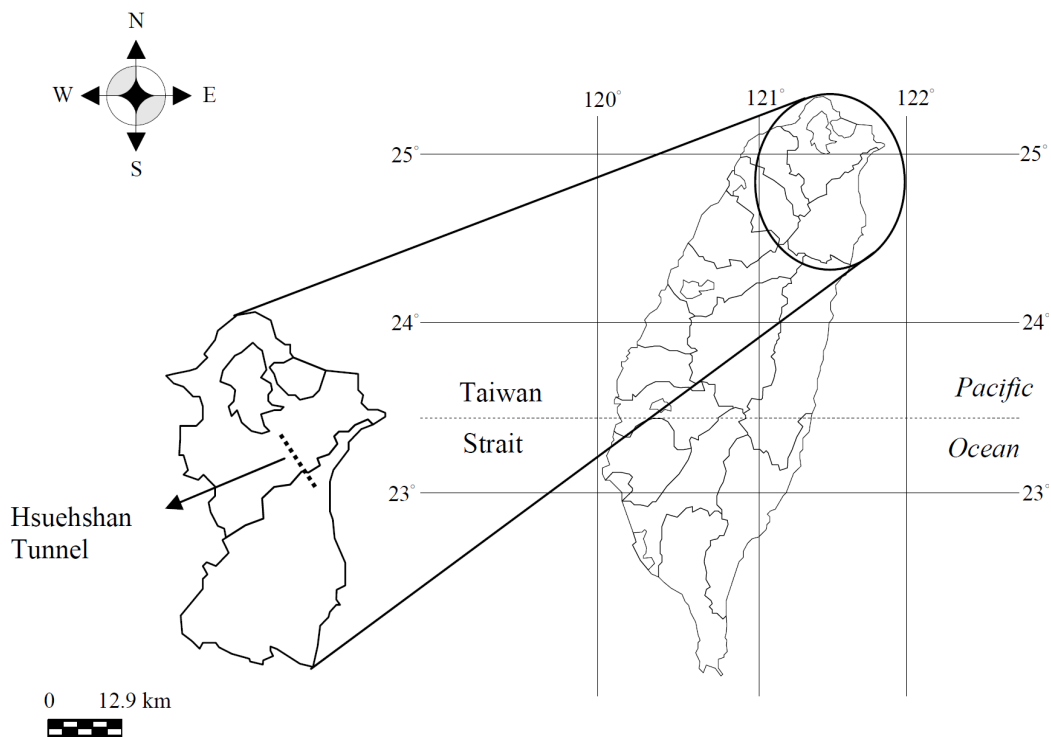 N
W E
S
120° 121° 122°
25° 25°
24° 24°
Taiwan
Strait
Pacific
Ocean
23° 23°
Hsuehshan
Tunnel
0 12.9 km